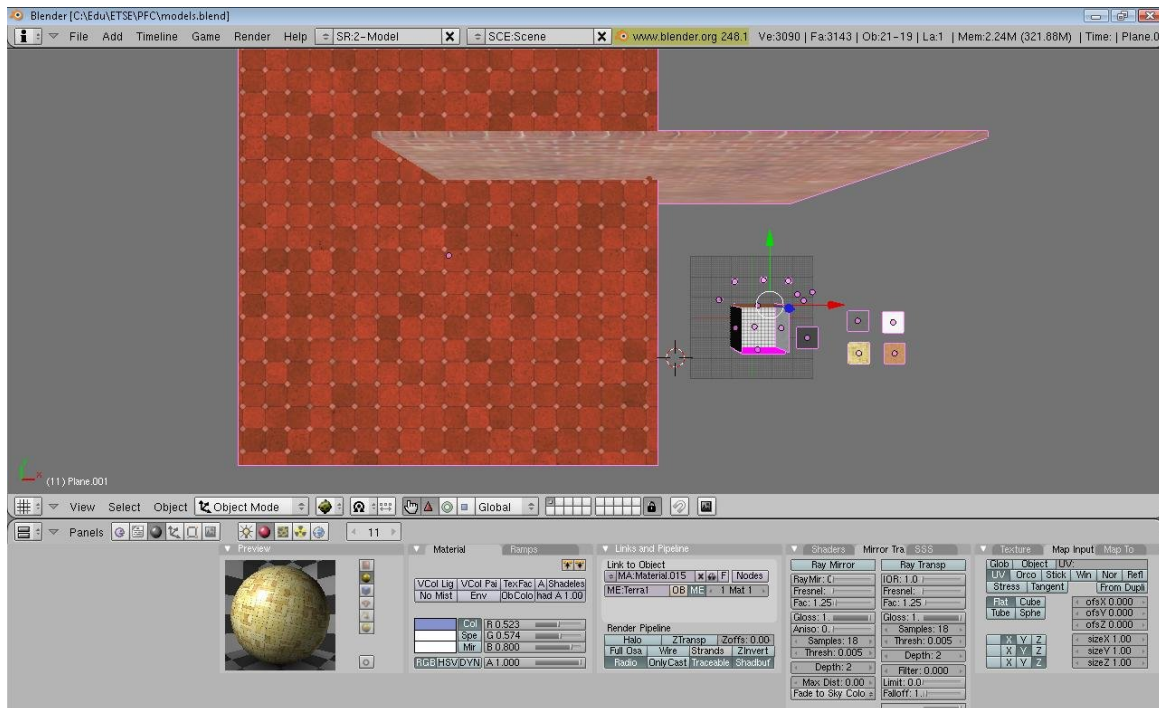 Blender [C:\Edu\ETSE\PFC\models.blend]
File Add Timeline Game Render Help SR:2-Model X SCE:Scene X www.blender.org 248.1 Ve:3090 | Fa:3143 | Ob:21-19 | La:1 | Mem:2.24M (321.88M) | Time: | Plane.0
(11) Plane.001
View Select Object Object Mode Global
Panels 11
Preview
Material Ramps
VCol Lig VCol Pai TexFac A Shadeles
No Mist Env ObColo had A 1.00
Col R 0.523
Spe G 0.574
Mir B 0.800
RGB HSV DYN A 1.000
Links and Pipeline
Link to Object
MA:Material.015 X F Nodes
ME:Terra1 OB ME 1 Mat 1
Render Pipeline
Halo ZTransp Zoffs: 0.00
Full Osa Wire Strands ZInvert
Radio OnlyCast Traceable Shadbuf
Shaders Mirror Tra SSS
Ray Mirror Ray Transp
RayMir: IOR: 1.0
Fresnel: Fresnel:
Fac: 1.25 Fac: 1.25
Gloss: 1. Gloss: 1.
Aniso: 0. Samples: 18
Samples: 18 Thresh: 0.005
Thresh: 0.005 Depth: 2
Depth: 2 Filter: 0.000
Max Dist: 0.00 Limit: 0.0
Fade to Sky Colo Falloff: 1.
Texture Map Input Map To
Glob Object UV:
UV Orco Stick Win Nor Refl
Stress Tangent From Dupli
Flat Cube ofsX 0.000
Tube Sphe ofsY 0.000
ofsZ 0.000
X Y Z sizeX 1.00
X Y Z sizeY 1.00
X Y Z sizeZ 1.00